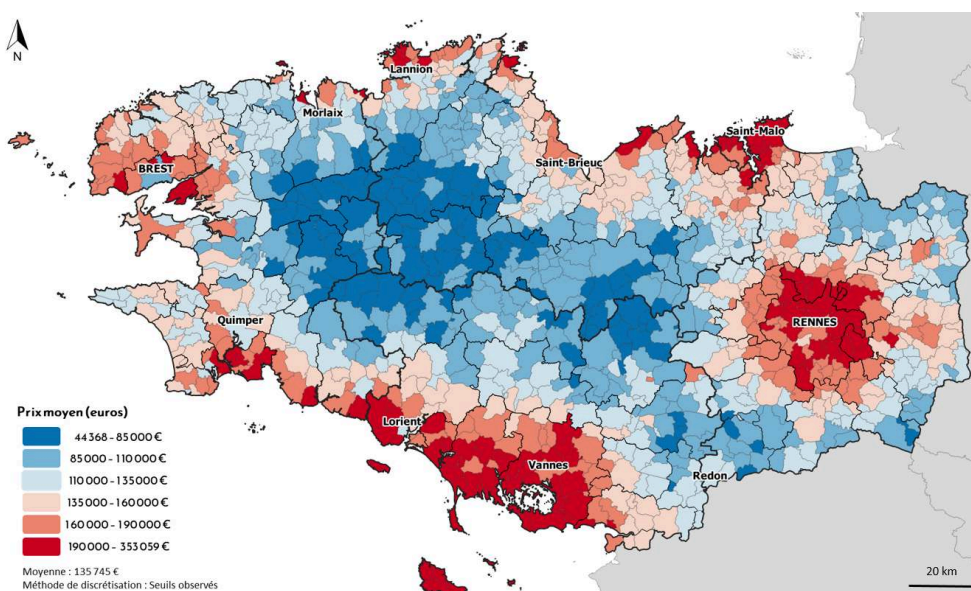 N
Lannion
Morlaix
Saint-Malo
Saint-Brieuc
BREST
Quimper
RENNES
Lorient
Vannes
Redon
Prix moyen (euros)
44 368 - 85 000 €
85 000 - 110 000 €
110 000 - 135 000 €
135 000 - 160 000 €
160 000 - 190 000 €
190 000 - 353 059 €
Moyenne : 135 745 €
Méthode de discrétisation : Seuils observés
20 km